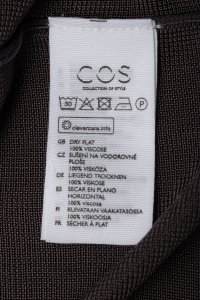 COS
COLLECTION OF STYLE
30
P
clevercare.info
GB DRY FLAT
100% VISCOSE
CZ SUŠENÍ NA VODOROVNÉ
PLOŠE
100% VISKÓZA
DE LIEGEND TROCKNEN
100% VISKOSE
ES SECAR EN PLANO
HORIZONTAL
100% viscosa
FI KUIVATAAN VAAKATASOSSA
100% VISKOOSIA
FR SÉCHER À PLAT